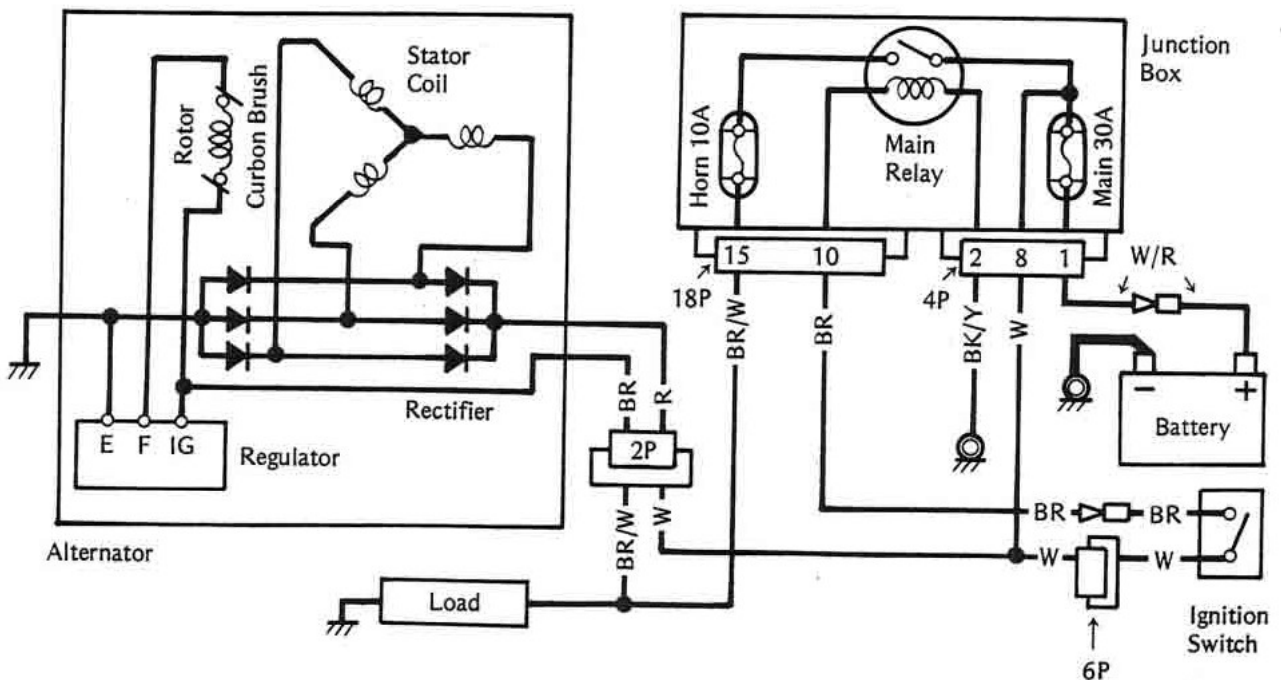 Stator
Coil
Rotor
Curbon Brush
Rectifier
E F IG
Regulator
Alternator
BR
R
2P
BR/W
W
Load
Junction
Box
Horn 10A
Main
Relay
Main 30A
15 10
2 8 1
18P
4P
W/R
BR/W
BR
BK/Y
W
- +
Battery
BR BR
W W
6P
Ignition
Switch